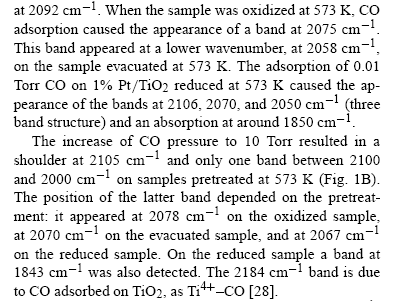 at 2092 cm⁻¹. When the sample was oxidized at 573 K, CO
adsorption caused the appearance of a band at 2075 cm⁻¹.
This band appeared at a lower wavenumber, at 2058 cm⁻¹,
on the sample evacuated at 573 K. The adsorption of 0.01
Torr CO on 1% Pt/TiO₂ reduced at 573 K caused the ap-
pearance of the bands at 2106, 2070, and 2050 cm⁻¹ (three
band structure) and an absorption at around 1850 cm⁻¹.
The increase of CO pressure to 10 Torr resulted in a
shoulder at 2105 cm⁻¹ and only one band between 2100
and 2000 cm⁻¹ on samples pretreated at 573 K (Fig. 1B).
The position of the latter band depended on the pretreat-
ment: it appeared at 2078 cm⁻¹ on the oxidized sample,
at 2070 cm⁻¹ on the evacuated sample, and at 2067 cm⁻¹
on the reduced sample. On the reduced sample a band at
1843 cm⁻¹ was also detected. The 2184 cm⁻¹ band is due
to CO adsorbed on TiO₂, as Ti⁴⁺–CO [28].